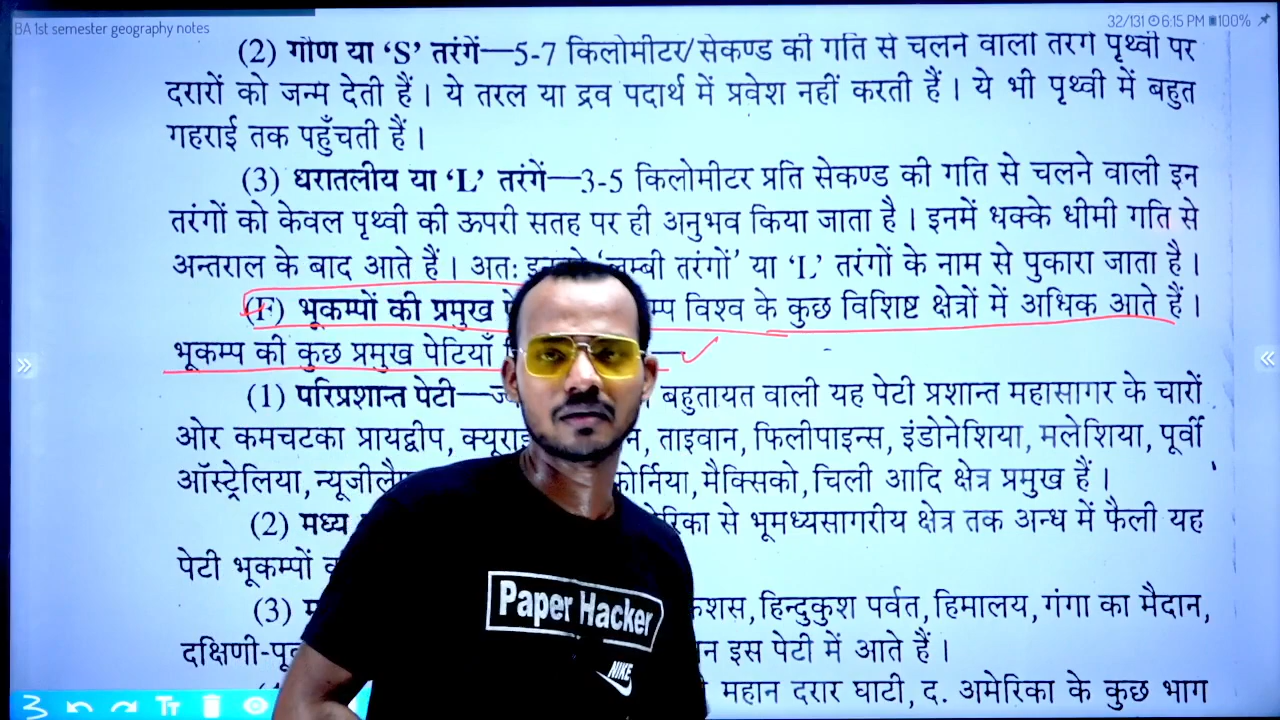 BA 1st semester geography notes
32/131 6:15 PM 100%
(2) गौण या ‘S’ तरंगें—5-7 किलोमीटर/सेकण्ड की गति से चलने वाली तरंगें पृथ्वी पर
दरारों को जन्म देती हैं । ये तरल या द्रव पदार्थ में प्रवेश नहीं करती हैं । ये भी पृथ्वी में बहुत
गहराई तक पहुँचती हैं ।
(3) धरातलीय या ‘L’ तरंगें—3-5 किलोमीटर प्रति सेकण्ड की गति से चलने वाली इन
तरंगों को केवल पृथ्वी की ऊपरी सतह पर ही अनुभव किया जाता है । इनमें धक्के धीमी गति से
अन्तराल के बाद आते हैं । अतः ‘लम्बी तरंगों’ या ‘L’ तरंगों के नाम से पुकारा जाता है ।
(F) भूकम्पों की प्रमुख विश्व के कुछ विशिष्ट क्षेत्रों में अधिक आते हैं ।
भूकम्प की कुछ प्रमुख पेटियाँ
(1) परिप्रशान्त पेटी— बहुतायत वाली यह पेटी प्रशान्त महासागर के चारों
ओर कमचटका प्रायद्वीप, ताइवान, फिलीपाइन्स, इंडोनेशिया, मलेशिया, पूर्वी
ऑस्ट्रेलिया, मैक्सिको, चिली आदि क्षेत्र प्रमुख हैं ।
(2) मध्य से भूमध्यसागरीय क्षेत्र तक अन्ध में फैली यह
पेटी भूकम्पों
(3) हिन्दुकुश पर्वत, हिमालय, गंगा का मैदान,
इस पेटी में आते हैं ।
महान दरार घाटी, द. अमेरिका के कुछ भाग
Paper Hacker
NIKE